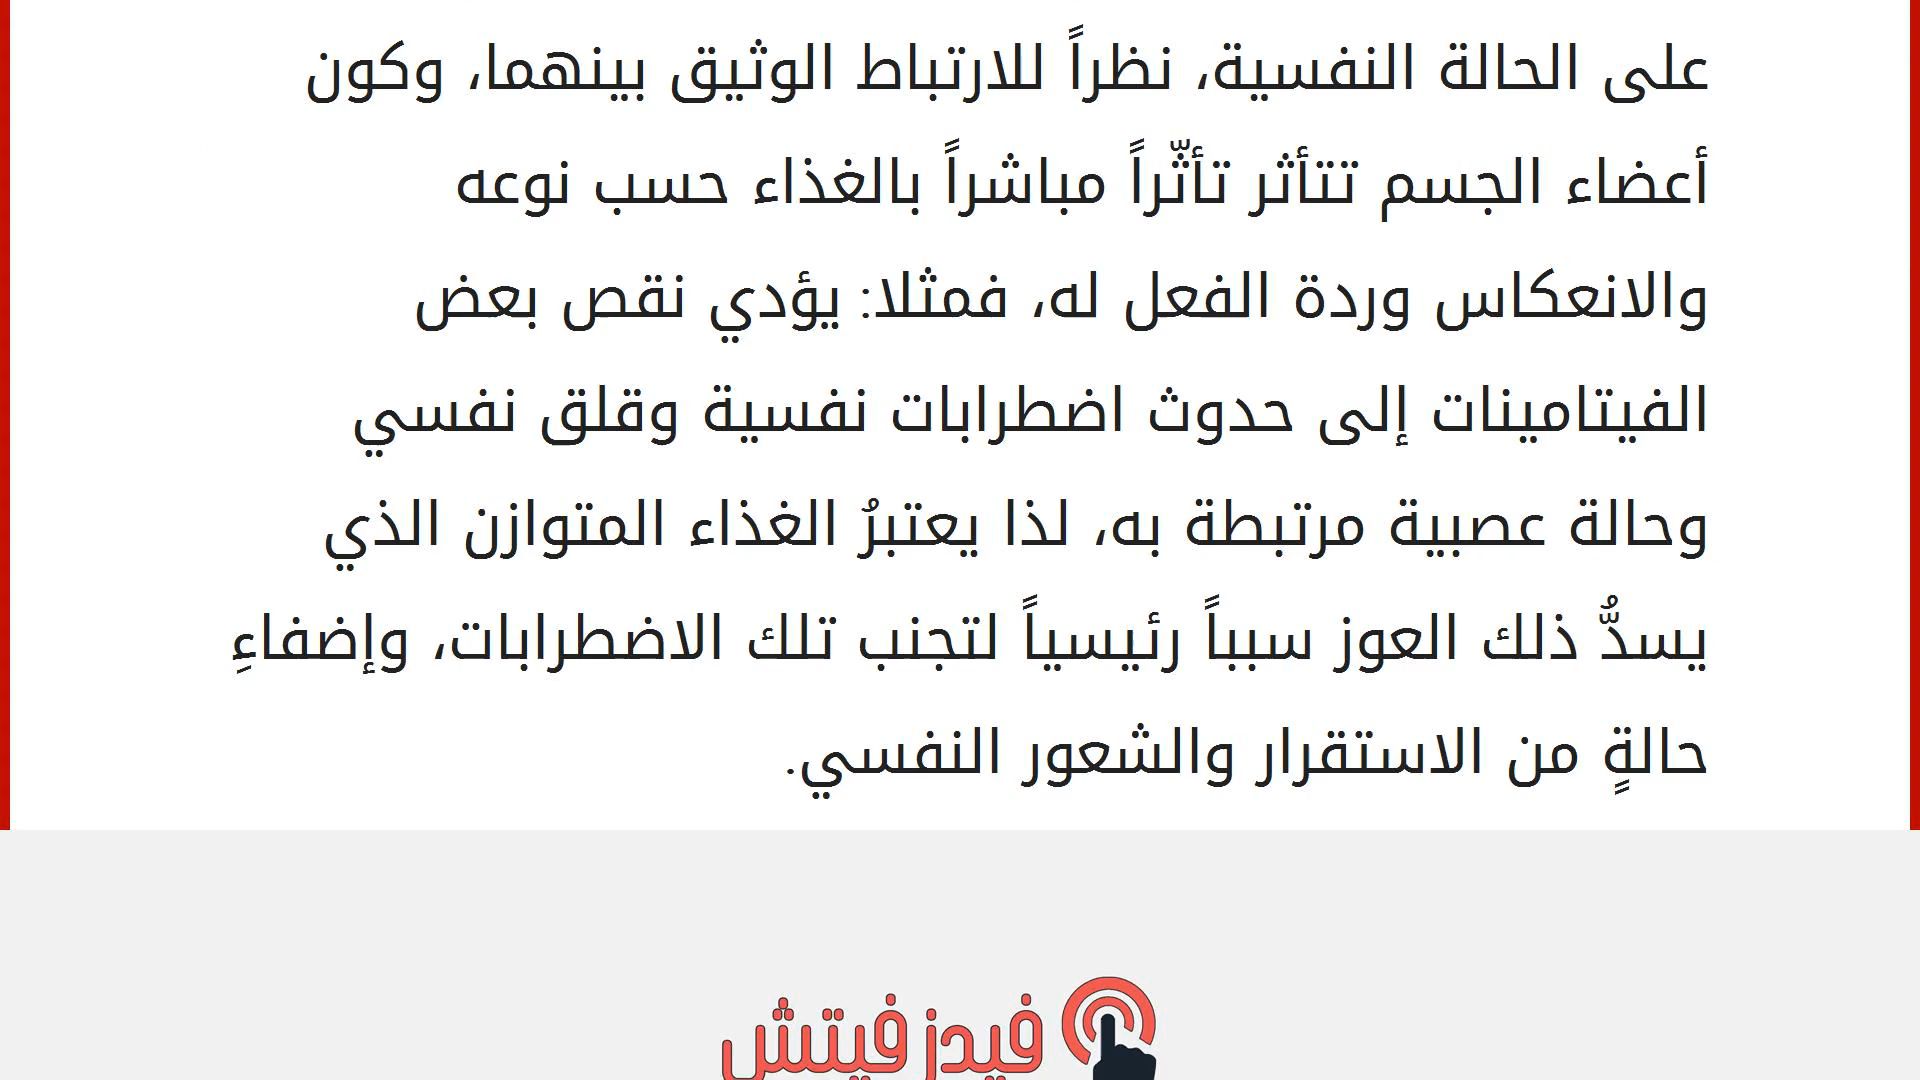 على الحالة النفسية، نظراً للارتباط الوثيق بينهما، وكون
أعضاء الجسم تتأثر تأثّراً مباشراً بالغذاء حسب نوعه
والانعكاس وردة الفعل له، فمثلا: يؤدي نقص بعض
الفيتامينات إلى حدوث اضطرابات نفسية وقلق نفسي
وحالة عصبية مرتبطة به، لذا يعتبرُ الغذاء المتوازن الذي
يسدُّ ذلك العوز سبباً رئيسياً لتجنب تلك الاضطرابات، وإضفاءِ
حالةٍ من الاستقرار والشعور النفسي.
فيدز فيتش